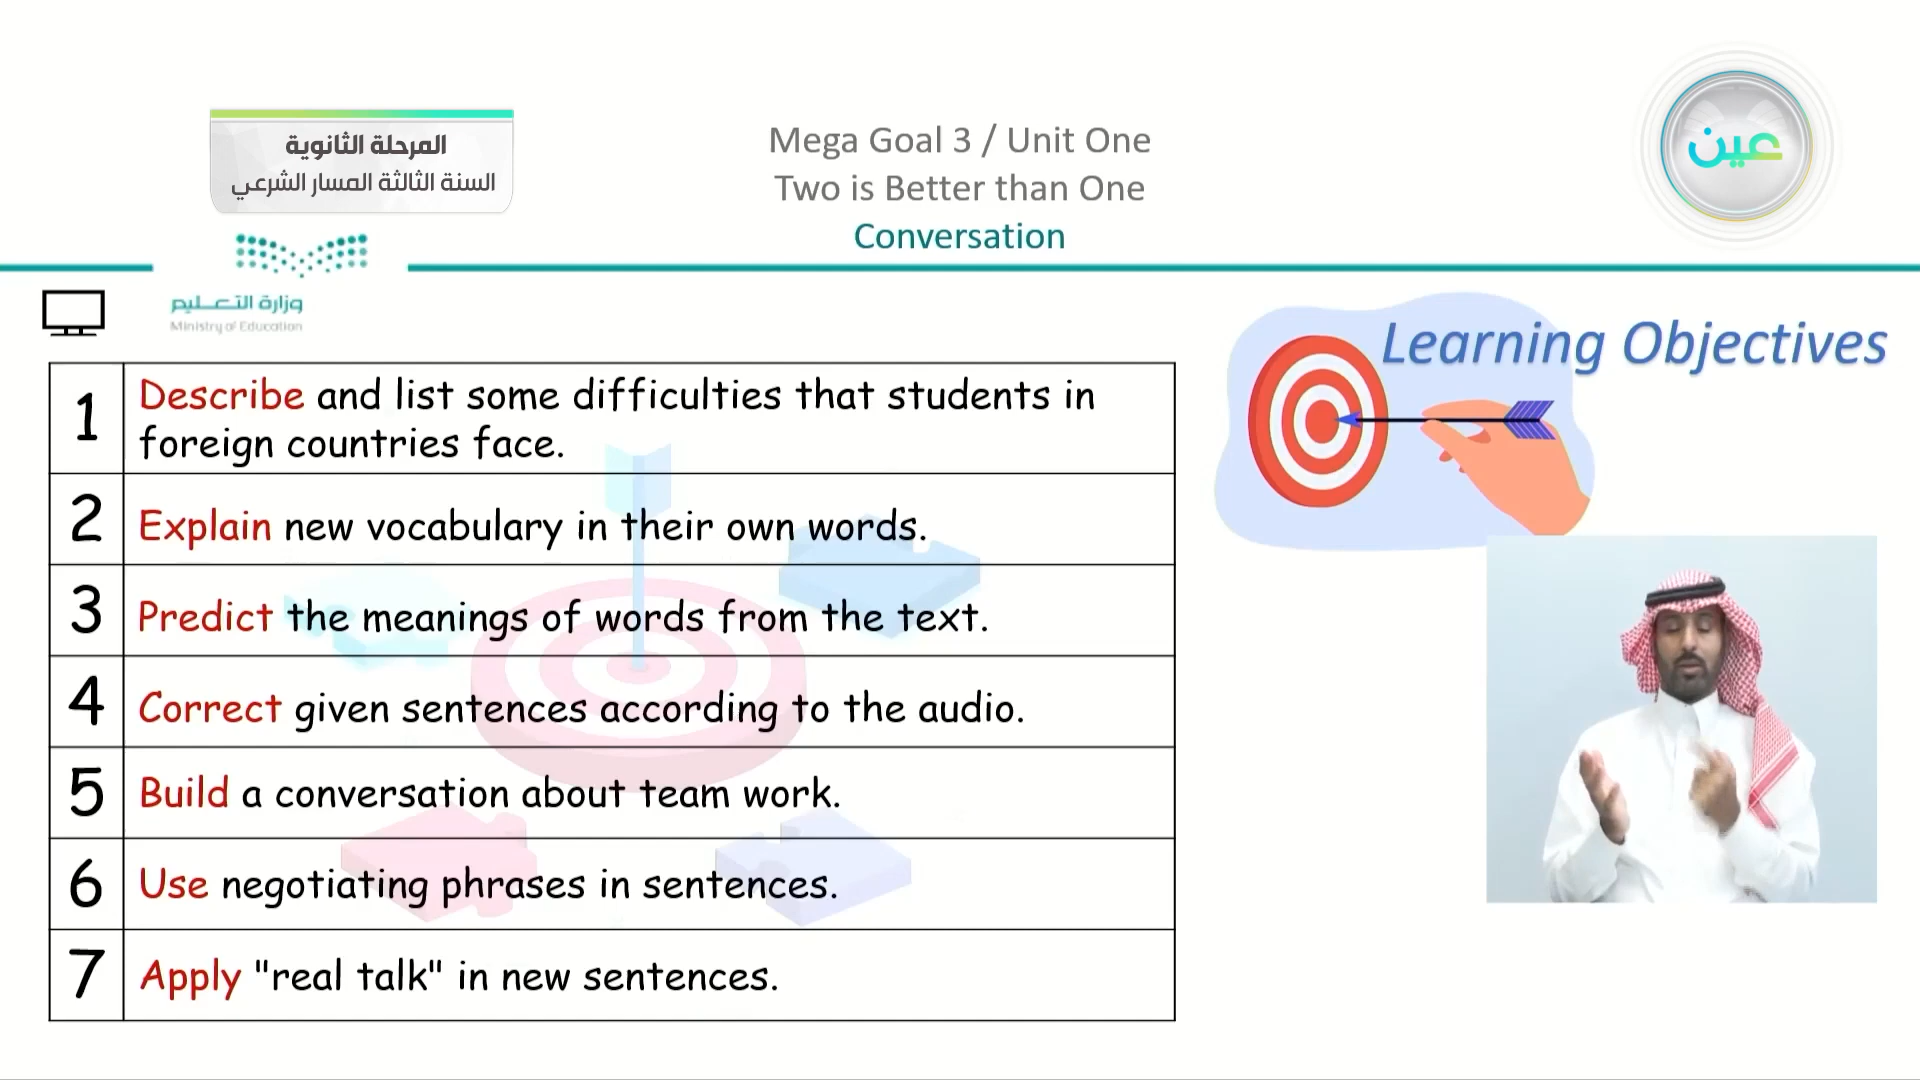 المرحلة الثانوية
السنة الثالثة المسار الشرعي
Mega Goal 3 / Unit One
Two is Better than One
Conversation
عين
وزارة التعليم
Ministry of Education
Learning Objectives
1 Describe and list some difficulties that students in
foreign countries face.
2 Explain new vocabulary in their own words.
3 Predict the meanings of words from the text.
4 Correct given sentences according to the audio.
5 Build a conversation about team work.
6 Use negotiating phrases in sentences.
7 Apply "real talk" in new sentences.